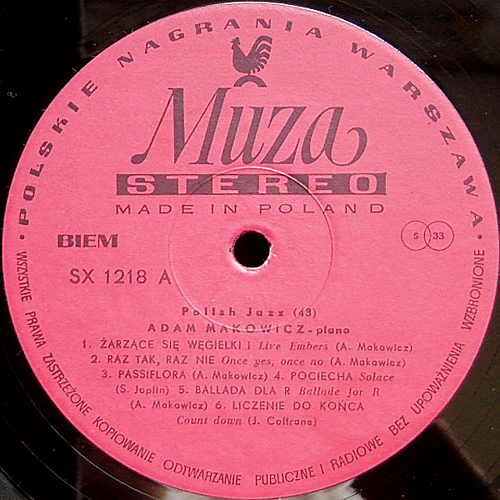 • POLSKIE NAGRANIA WARSZAWA •
Muza
STEREO
MADE IN POLAND
BIEM
S 33
SX 1218 A
Polish Jazz (43)
ADAM MAKOWICZ - piano
1. ŻARZĄCE SIĘ WĘGIELKI Live Embers (A. Makowicz)
2. RAZ TAK, RAZ NIE Once yes, once no (A. Makowicz)
3. PASSIFLORA (A. Makowicz) 4. POCIECHA Solace
(S. Joplin) 5. BALLADA DLA R Ballade for R
(A. Makowicz) 6. LICZENIE DO KOŃCA
Count down (J. Coltrane)
WSZYSTKIE PRAWA ZASTRZEŻONE KOPIOWANIE ODTWARZANIE PUBLICZNE I RADIOWE BEZ UPOWAŻNIENIA WZBRONIONE